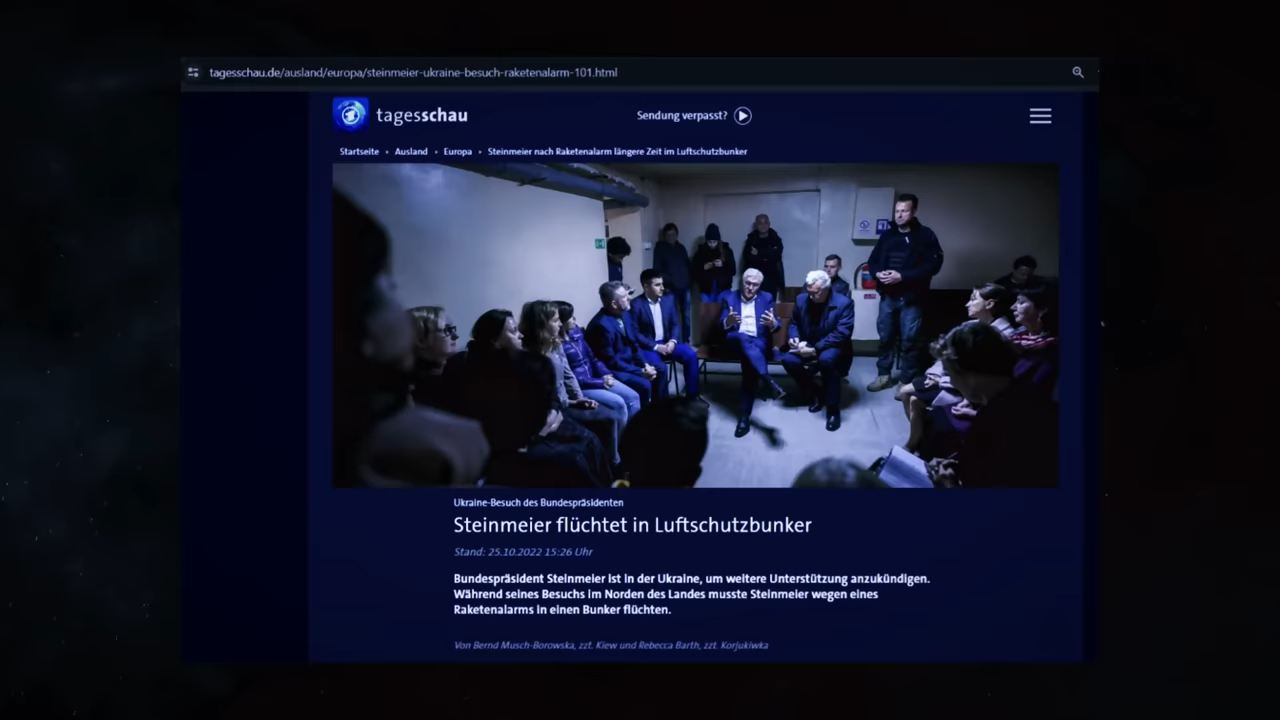 tagesschau.de/ausland/europa/steinmeier-ukraine-besuch-raketenalarm-101.html
tagesschau
Sendung verpasst?
Startseite • Ausland • Europa • Steinmeier nach Raketenalarm längere Zeit im Luftschutzbunker
Ukraine-Besuch des Bundespräsidenten
Steinmeier flüchtet in Luftschutzbunker
Stand: 25.10.2022 15:26 Uhr
Bundespräsident Steinmeier ist in der Ukraine, um weitere Unterstützung anzukündigen.
Während seines Besuchs im Norden des Landes musste Steinmeier wegen eines
Raketenalarms in einen Bunker flüchten.
Von Bernd Musch-Borowska, zzt. Kiew und Rebecca Barth, zzt. Korjukiwka